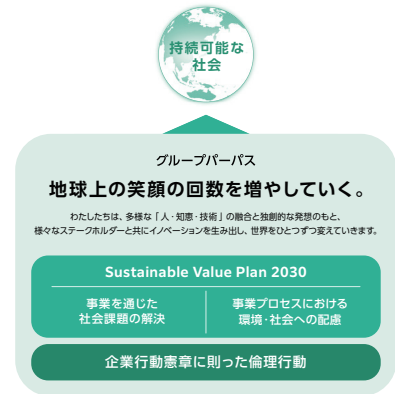 持続可能な
社会
グループパーパス
地球上の笑顔の回数を増やしていく。
わたしたちは、多様な「人・知恵・技術」の融合と独創的な発想のもと、
様々なステークホルダーと共にイノベーションを生み出し、世界をひとつずつ変えていきます。
Sustainable Value Plan 2030
事業を通じた
社会課題の解決
事業プロセスにおける
環境・社会への配慮
企業行動憲章に則った倫理行動